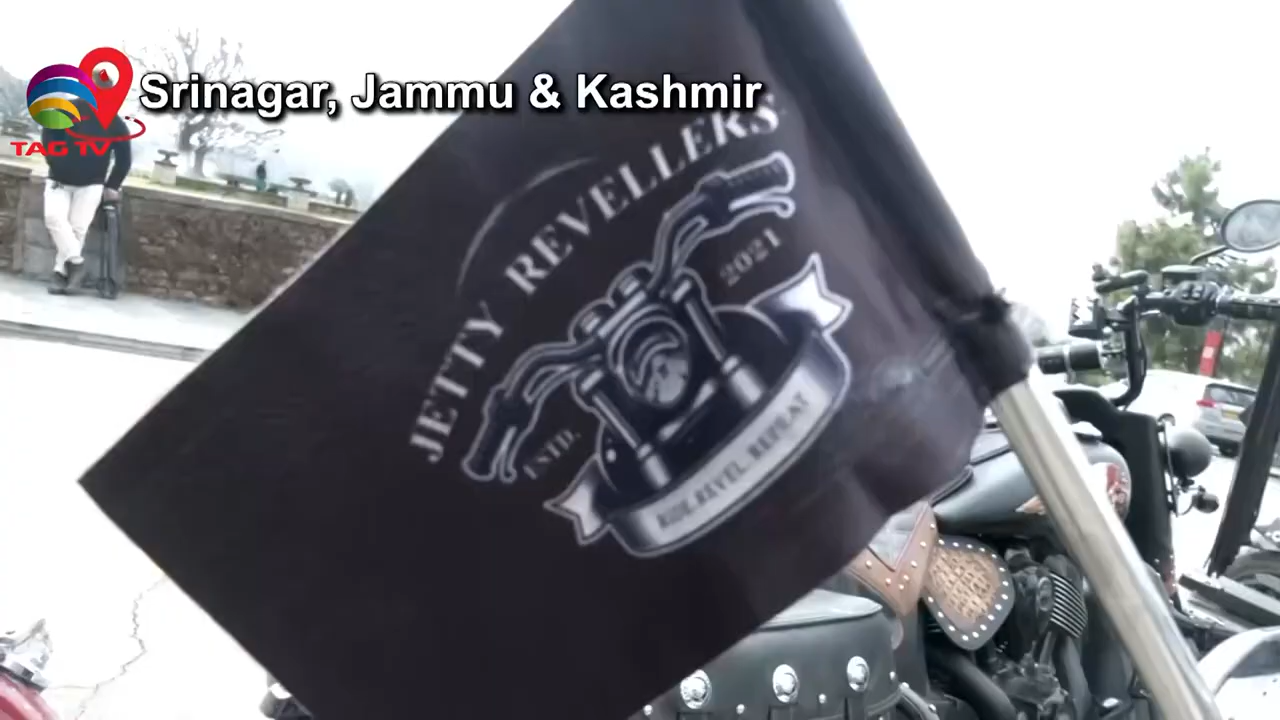 Srinagar, Jammu & Kashmir
TAG TV
JETTY REVELLERS
2021
ESTD.
RIDE.REVEL.REPEAT